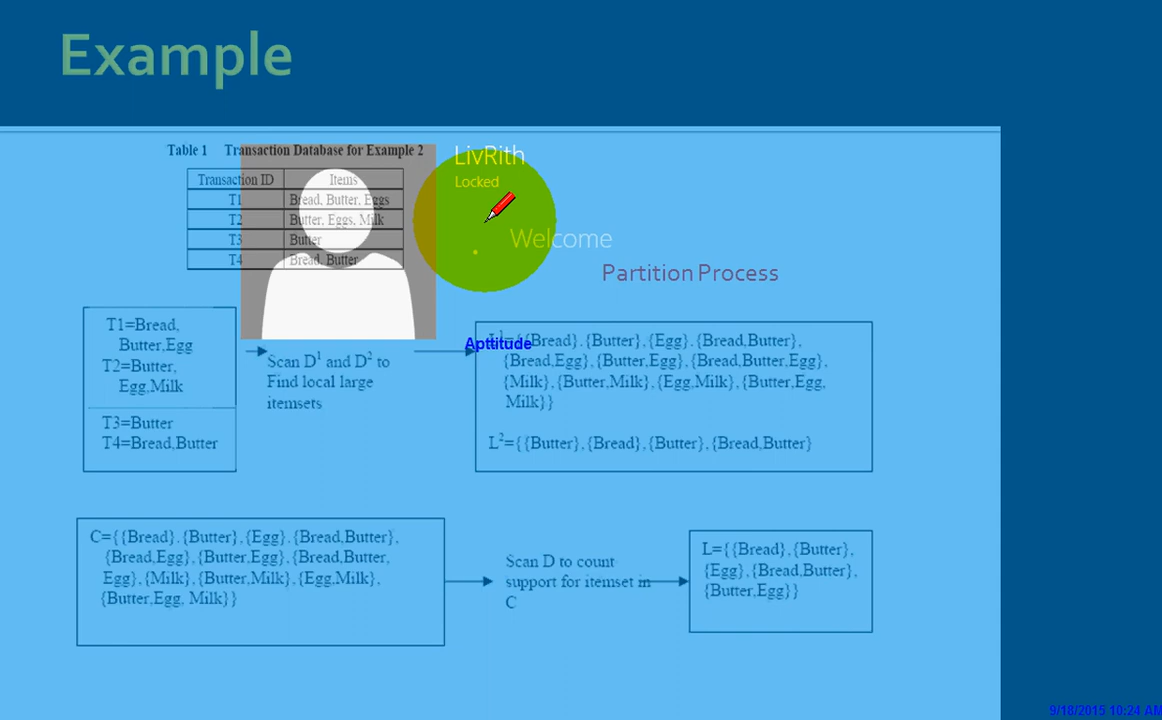 Example
Table 1 Transaction Database for Example 2
Transaction ID Items
T1 Bread, Butter, Eggs
T2 Butter, Eggs, Milk
T3 Butter
T4 Bread, Butter
LivRith
Locked
Welcome
Partition Process
T1=Bread,
Butter,Egg
T2=Butter,
Egg,Milk
T3=Butter
T4=Bread,Butter
Scan D¹ and D² to
Find local large
itemsets
Aptitude
{Bread}.{Butter},{Egg}.{Bread,Butter},
{Bread,Egg},{Butter,Egg},{Bread,Butter,Egg},
{Milk},{Butter,Milk},{Egg,Milk},{Butter,Egg,
Milk}}
L²={{Butter},{Bread},{Butter},{Bread,Butter}
C={{Bread}.{Butter},{Egg}.{Bread,Butter},
{Bread,Egg},{Butter,Egg},{Bread,Butter,
Egg},{Milk},{Butter,Milk},{Egg,Milk},
{Butter,Egg, Milk}}
Scan D to count
support for itemset in
C
L={{Bread},{Butter},
{Egg},{Bread,Butter},
{Butter,Egg}}
9/18/2015 10:24 AM